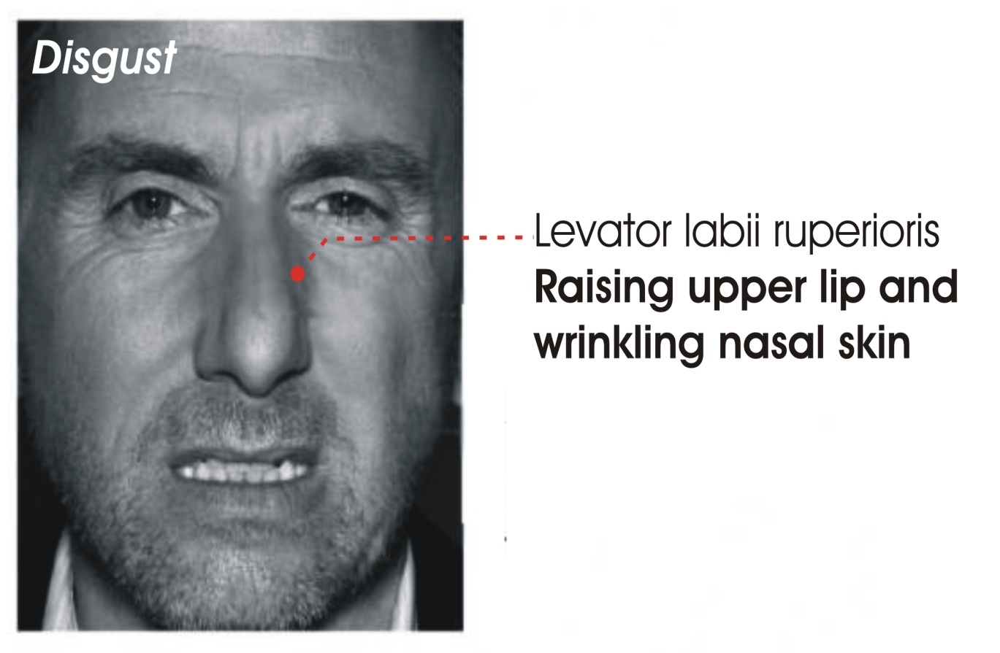 Disgust
Levator labii ruperioris
Raising upper lip and
wrinkling nasal skin